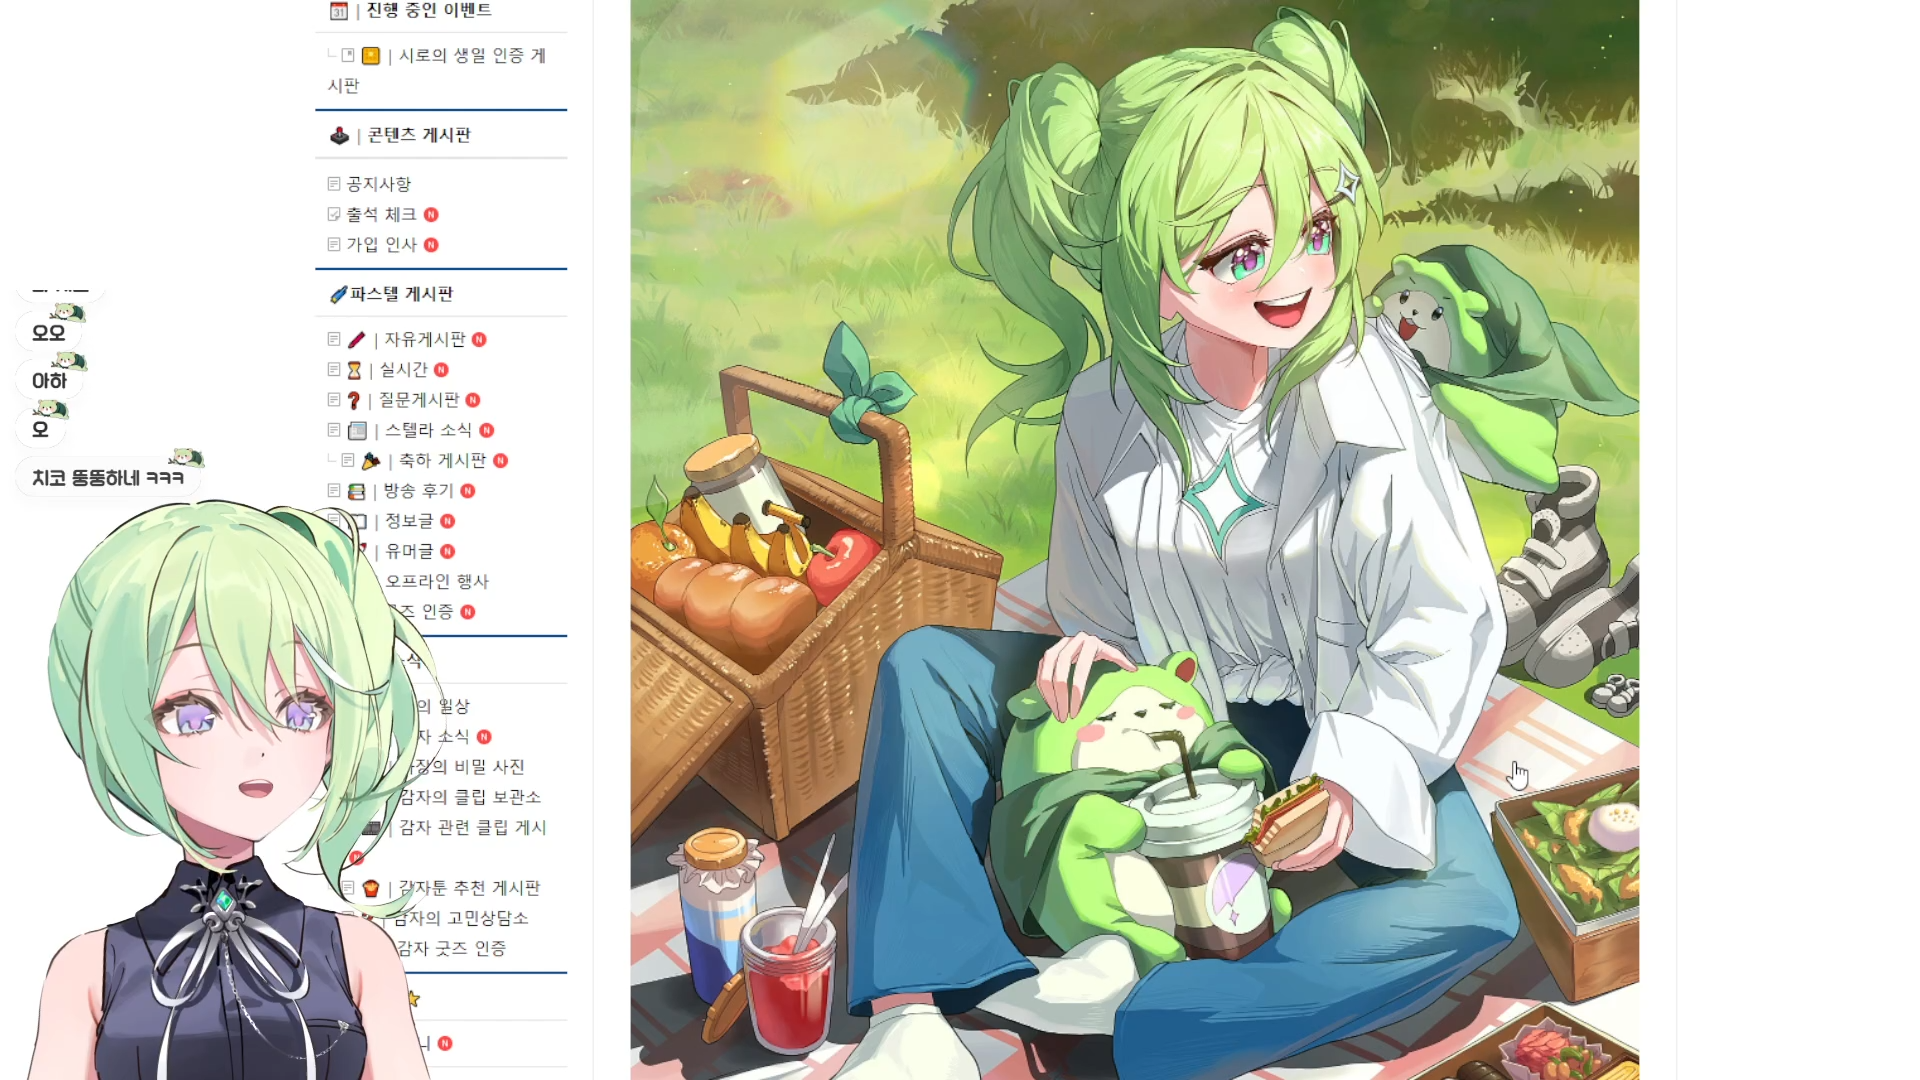 | 진행 중인 이벤트
| 시로의 생일 인증 게
시판
| 콘텐츠 게시판
공지사항
출석 체크 N
가입 인사 N
파스텔 게시판
| 자유게시판 N
| 실시간 N
| 질문게시판 N
| 스텔라 소식 N
| 축하 게시판 N
| 방송 후기 N
| 정보글 N
유머글 N
오프라인 행사
즈 인증 N
식
의 일상
자 소식 N
장의 비밀 사진
감자의 클립 보관소
| 감자 관련 클립 게시
N
| 감자툰 추천 게시판
감자의 고민상담소
감자 굿즈 인증
니 N
오오
아하
오
치코 뚱뚱하네 ㅋㅋㅋ